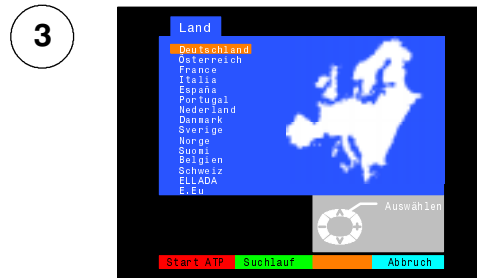 3
Land
Deutschland
Österreich
France
Italia
España
Portugal
Nederland
Danmark
Sverige
Norge
Suomi
Belgien
Schweiz
ELLADA
E.Eu
Auswählen
Start ATP Suchlauf Abbruch